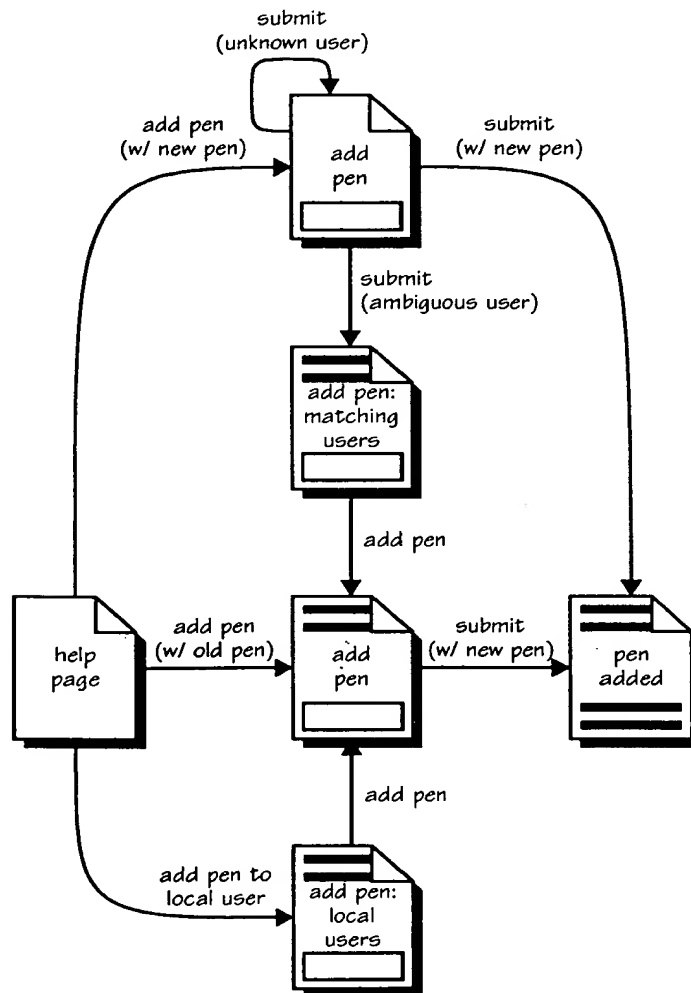 submit
(unknown user)
add pen
(w/ new pen)
add
pen
submit
(w/ new pen)
submit
(ambiguous user)
add pen:
matching
users
add pen
help
page
add pen
(w/ old pen)
add
pen
submit
(w/ new pen)
pen
added
add pen
add pen to
local user
add pen:
local
users